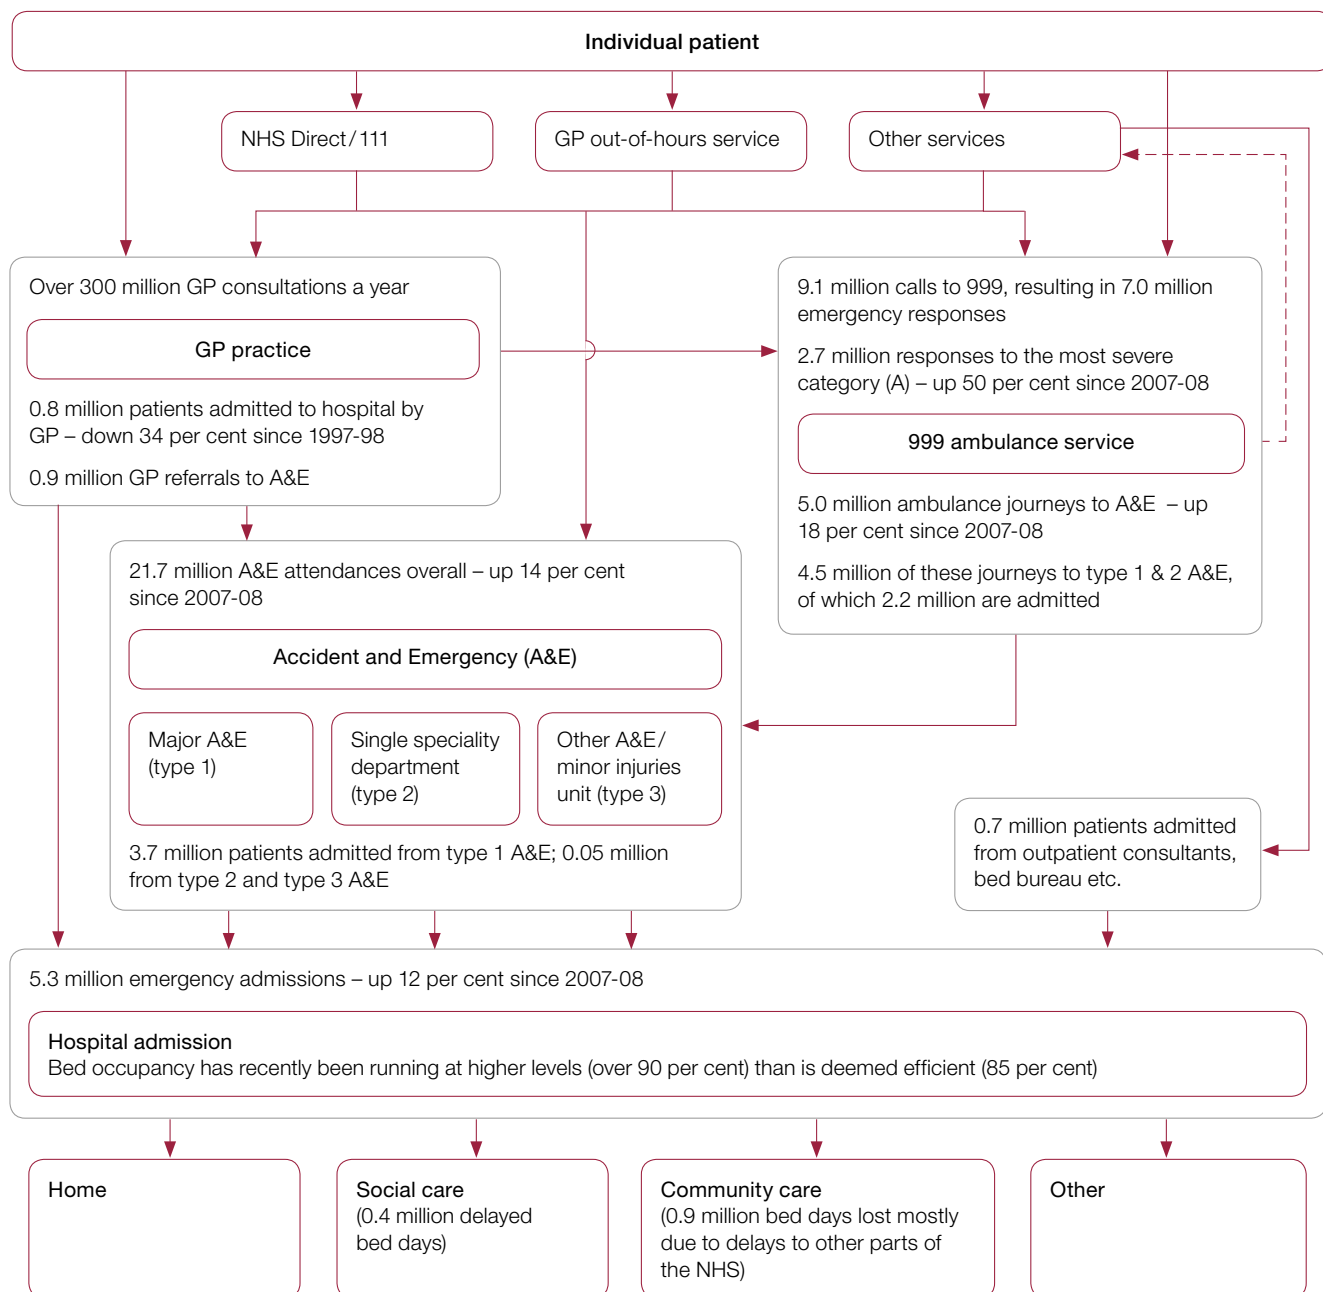 Individual patient
NHS Direct/111
GP out-of-hours service
Other services
Over 300 million GP consultations a year
GP practice
0.8 million patients admitted to hospital by
GP – down 34 per cent since 1997-98
0.9 million GP referrals to A&E
9.1 million calls to 999, resulting in 7.0 million
emergency responses
2.7 million responses to the most severe
category (A) – up 50 per cent since 2007-08
999 ambulance service
5.0 million ambulance journeys to A&E – up
18 per cent since 2007-08
4.5 million of these journeys to type 1 & 2 A&E,
of which 2.2 million are admitted
21.7 million A&E attendances overall – up 14 per cent
since 2007-08
Accident and Emergency (A&E)
Major A&E
(type 1)
Single speciality
department
(type 2)
Other A&E/
minor injuries
unit (type 3)
3.7 million patients admitted from type 1 A&E; 0.05 million
from type 2 and type 3 A&E
0.7 million patients admitted
from outpatient consultants,
bed bureau etc.
5.3 million emergency admissions – up 12 per cent since 2007-08
Hospital admission
Bed occupancy has recently been running at higher levels (over 90 per cent) than is deemed efficient (85 per cent)
Home
Social care
(0.4 million delayed
bed days)
Community care
(0.9 million bed days lost mostly
due to delays to other parts of
the NHS)
Other